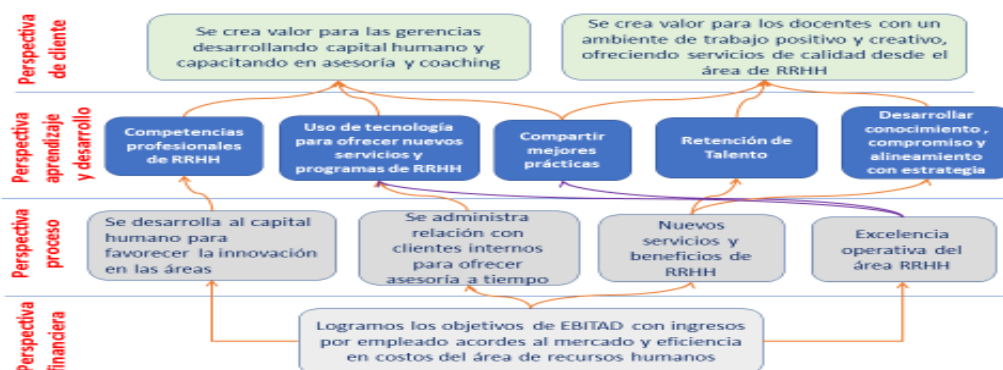 Perspectiva
de cliente
Se crea valor para las gerencias
desarrollando capital humano y
capacitando en asesoría y coaching
Se crea valor para los docentes con un
ambiente de trabajo positivo y creativo,
ofreciendo servicios de calidad desde el
área de RRHH
Perspectiva
aprendizaje
y desarrollo
Competencias
profesionales
de RRHH
Uso de tecnología
para ofrecer nuevos
servicios y
programas de RRHH
Compartir
mejores
prácticas
Retención de
Talento
Desarrollar
conocimiento ,
compromiso y
alineamiento
con estrategia
Perspectiva
proceso
Se desarrolla al capital
humano para
favorecer la innovación
en las áreas
Se administra
relación con
clientes internos
para ofrecer
asesoría a tiempo
Nuevos
servicios y
beneficios de
RRHH
Excelencia
operativa del
área RRHH
Perspectiva
financiera
Logramos los objetivos de EBITAD con ingresos
por empleado acordes al mercado y eficiencia
en costos del área de recursos humanos